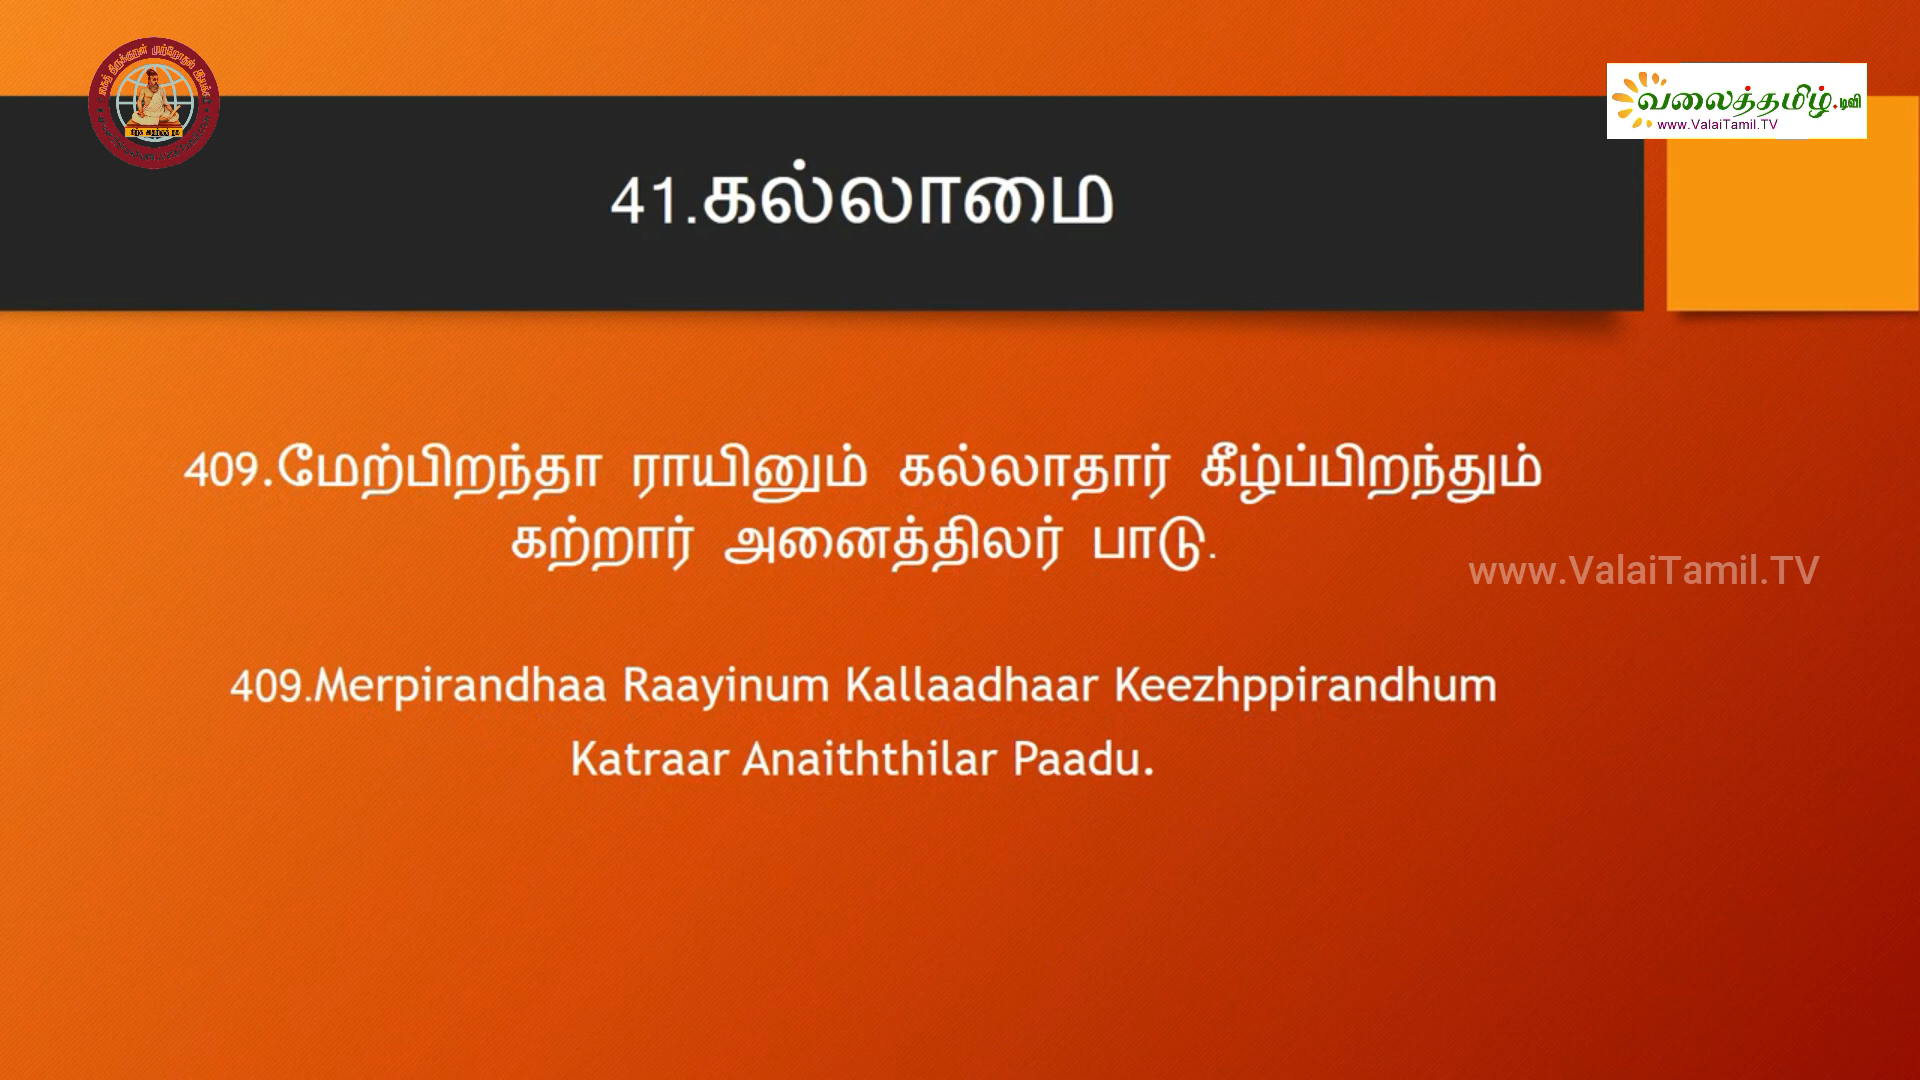 வலைத்தமிழ்.டிவி
www.ValaiTamil.TV
41.கல்லாமை
409.மேற்பிறந்தா ராயினும் கல்லாதார் கீழ்ப்பிறந்தும்
கற்றார் அனைத்திலர் பாடு.
www.ValaiTamil.TV
409.Merpirandhaa Raayinum Kallaadhaar Keezhppirandhum
Katraar Anaiththilar Paadu.